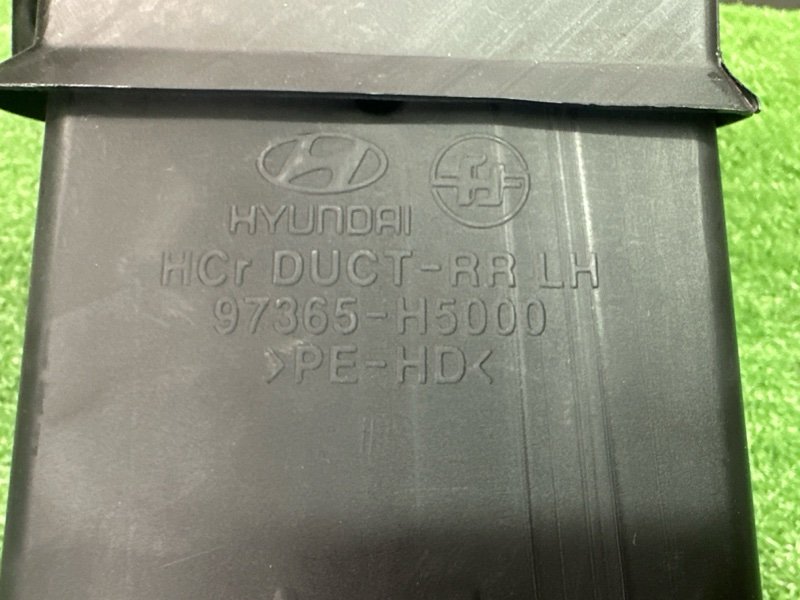 HYUNDAI
HCr DUCT-RR LH
97365-H5000
>PE-HD<